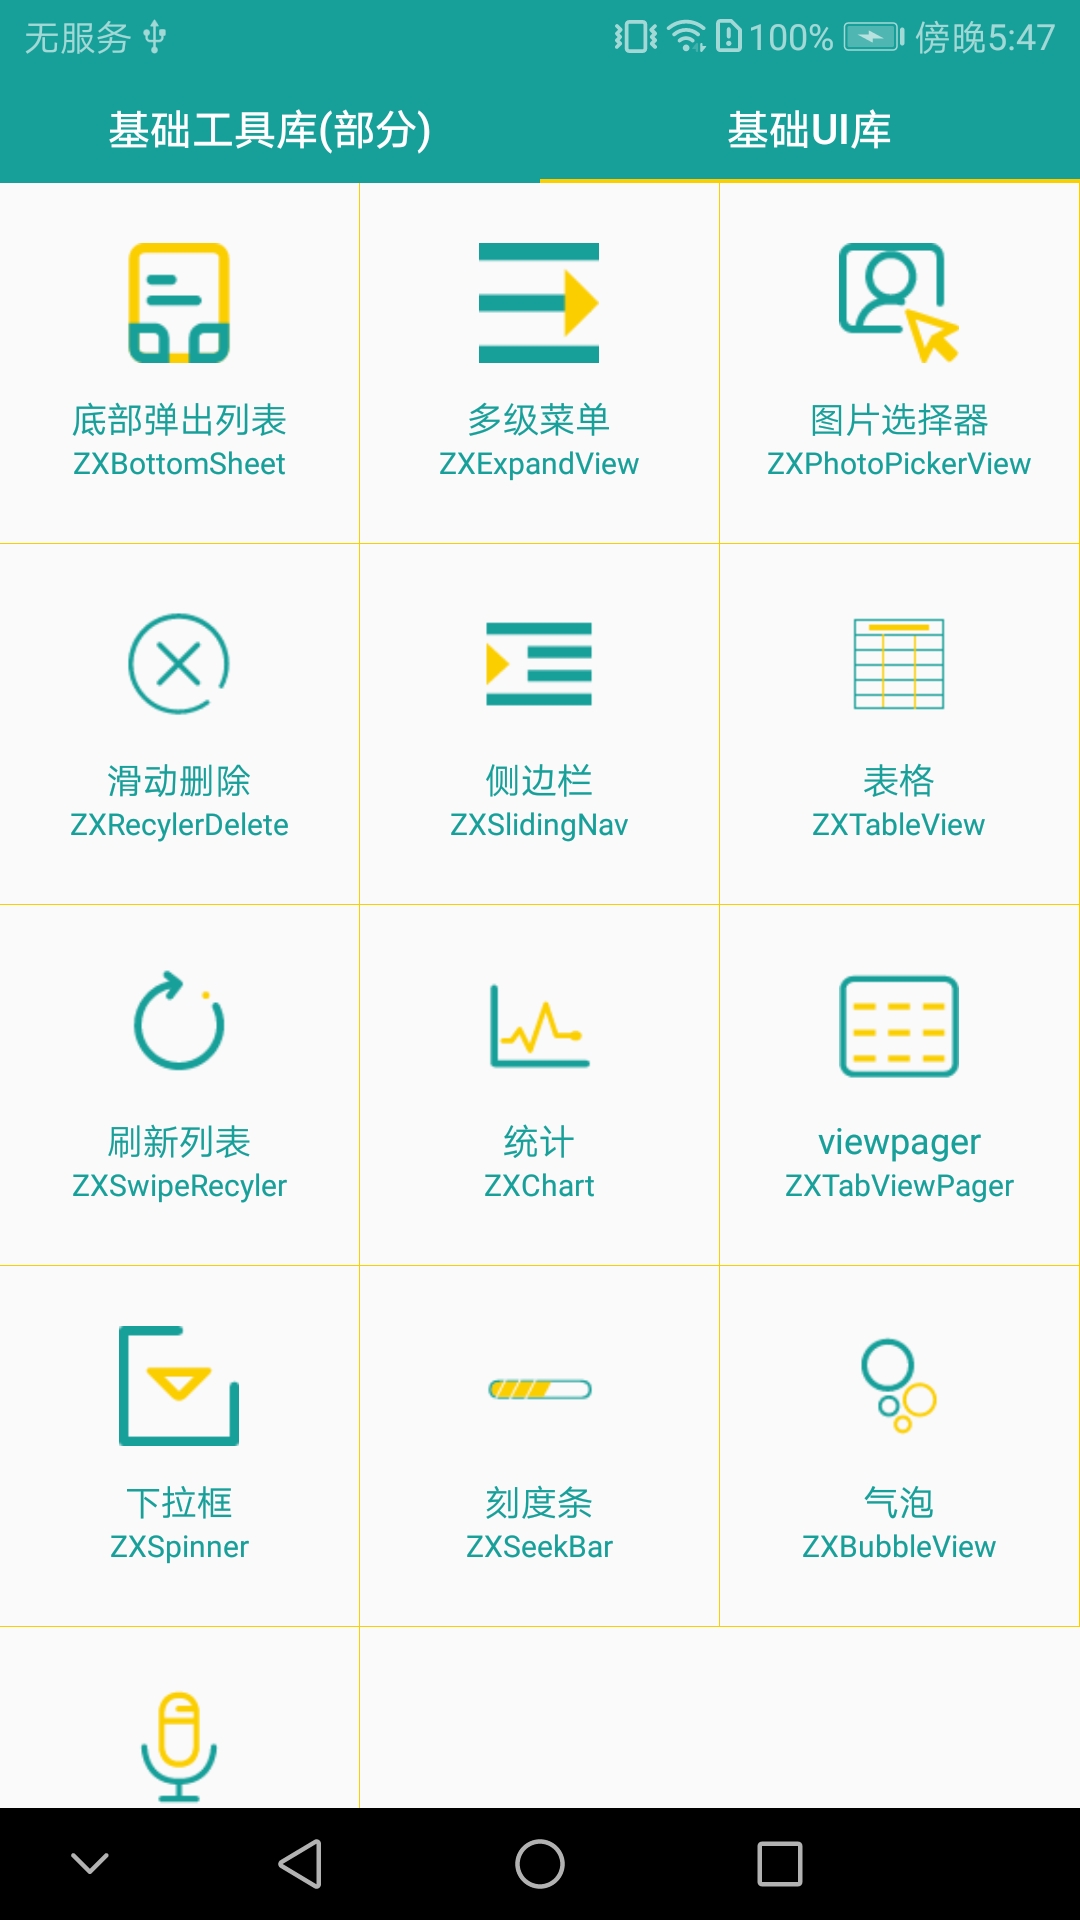 无服务 100% 傍晚5:47
基础工具库(部分) 基础UI库
底部弹出列表 多级菜单 图片选择器
ZXBottomSheet ZXExpandView ZXPhotoPickerView
滑动删除 侧边栏 表格
ZXRecylerDelete ZXSlidingNav ZXTableView
刷新列表 统计 viewpager
ZXSwipeRecyler ZXChart ZXTabViewPager
下拉框 刻度条 气泡
ZXSpinner ZXSeekBar ZXBubbleView